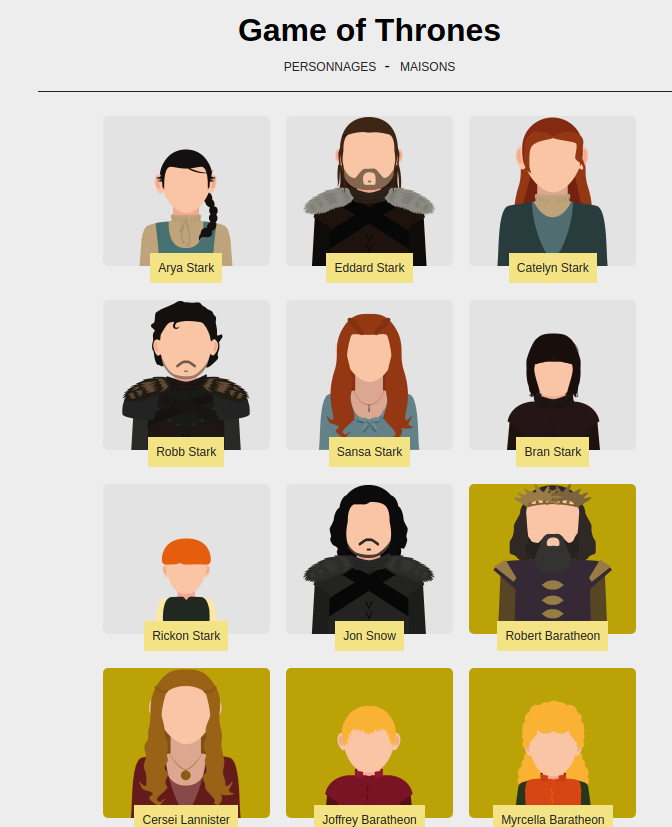 Game of Thrones
PERSONNAGES - MAISONS
Arya Stark
Eddard Stark
Catelyn Stark
Robb Stark
Sansa Stark
Bran Stark
Rickon Stark
Jon Snow
Robert Baratheon
Cersei Lannister
Joffrey Baratheon
Myrcella Baratheon